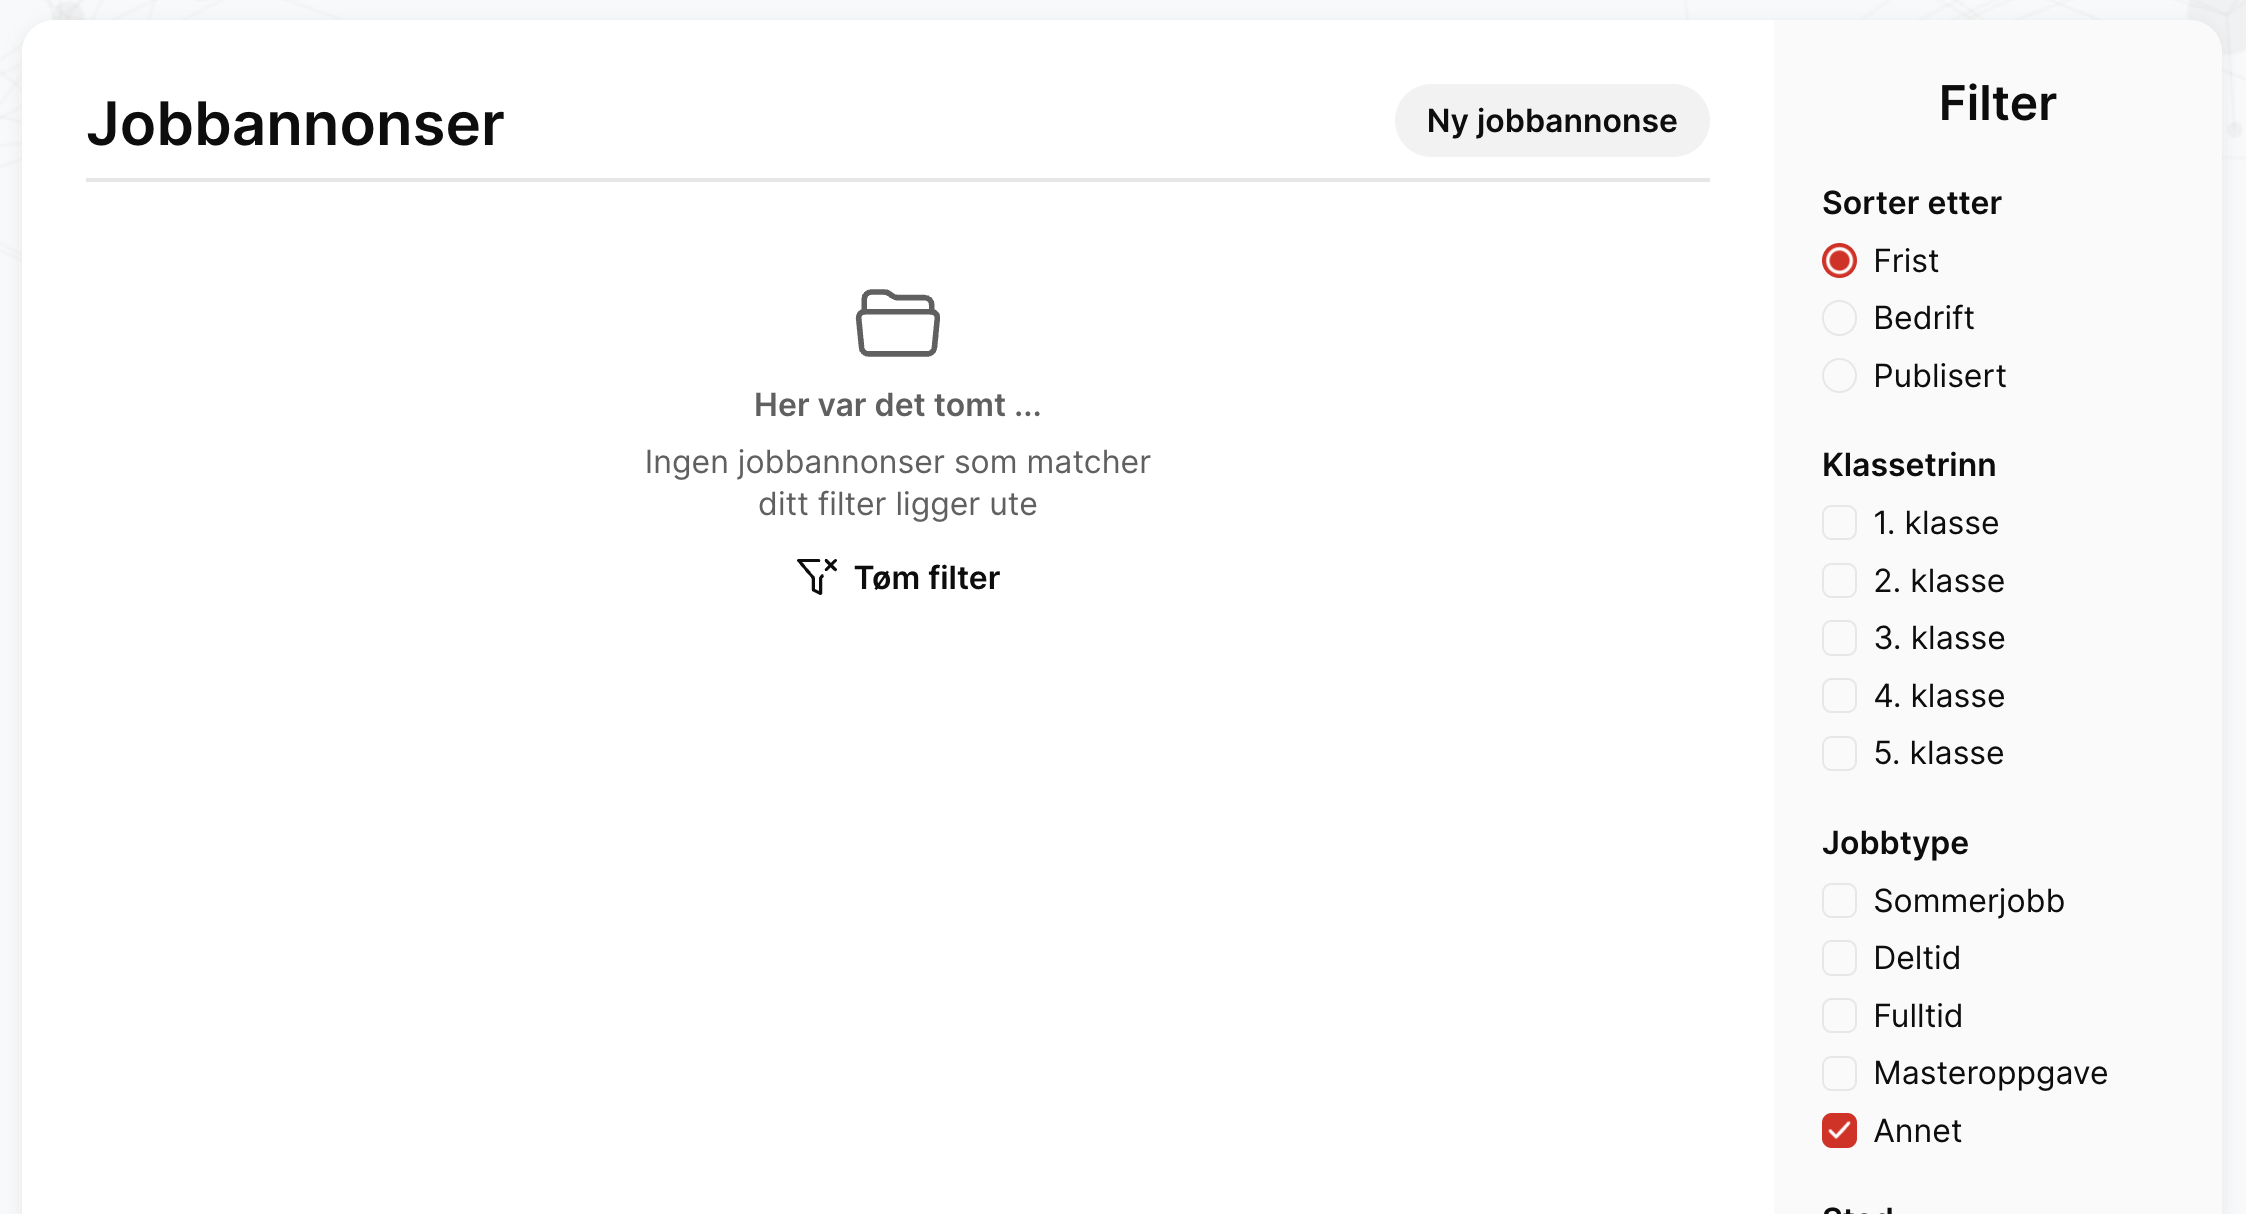 Jobbannonser
Ny jobbannonse
Her var det tomt ...
Ingen jobbannonser som matcher
ditt filter ligger ute
Tøm filter
Filter
Sorter etter
Frist
Bedrift
Publisert
Klassetrinn
1. klasse
2. klasse
3. klasse
4. klasse
5. klasse
Jobbtype
Sommerjobb
Deltid
Fulltid
Masteroppgave
Annet